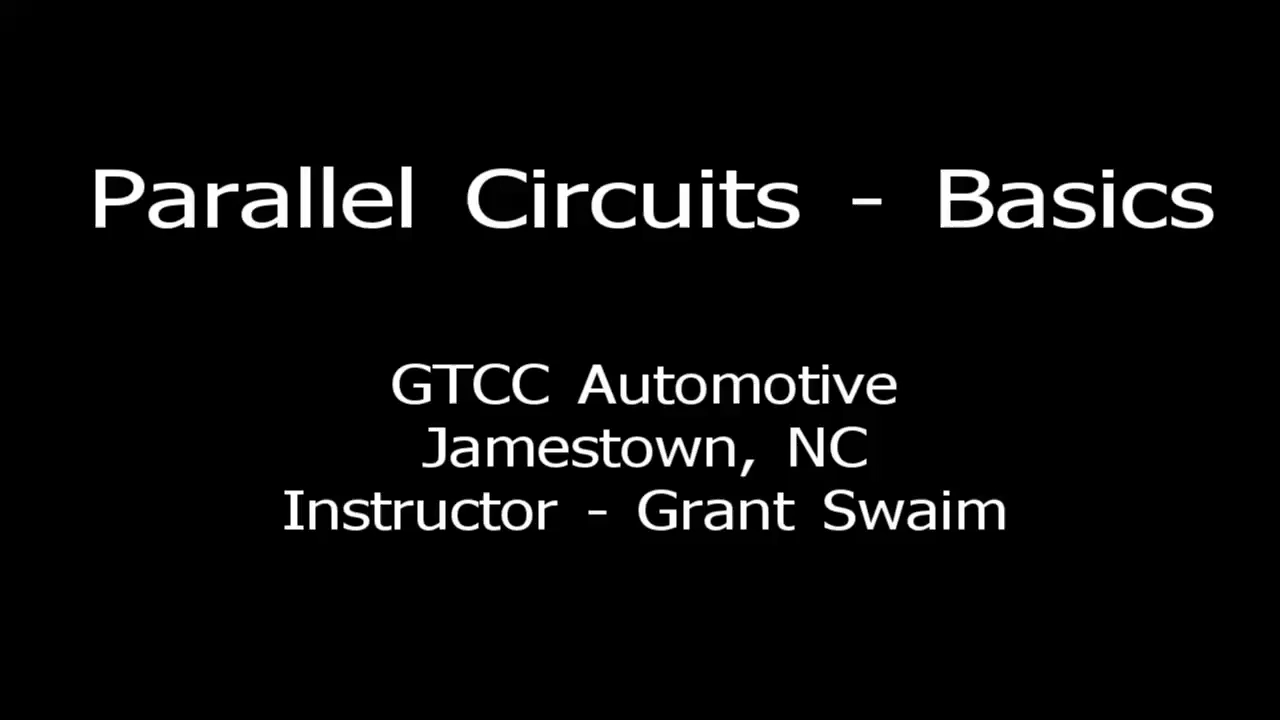 Parallel Circuits - Basics
GTCC Automotive
Jamestown, NC
Instructor - Grant Swaim